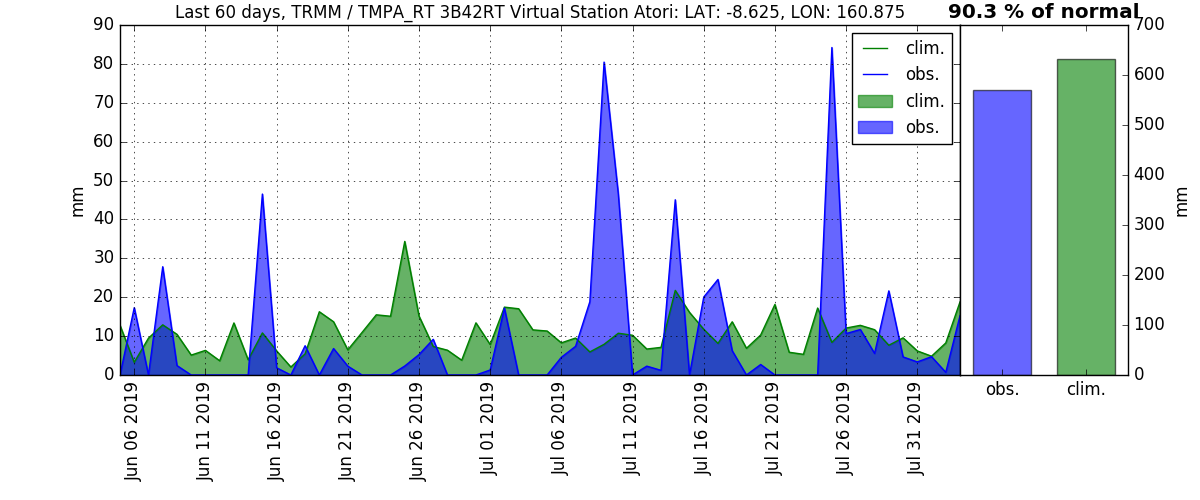 Last 60 days, TRMM / TMPA_RT 3B42RT Virtual Station Atori: LAT: -8.625, LON: 160.875
90.3 % of normal
90
80
70
60
50
40
30
20
10
0
mm
clim.
obs.
clim.
obs.
Jun 06 2019
Jun 11 2019
Jun 16 2019
Jun 21 2019
Jun 26 2019
Jul 01 2019
Jul 06 2019
Jul 11 2019
Jul 16 2019
Jul 21 2019
Jul 26 2019
Jul 31 2019
700
600
500
400
300
200
100
0
mm
obs.
clim.